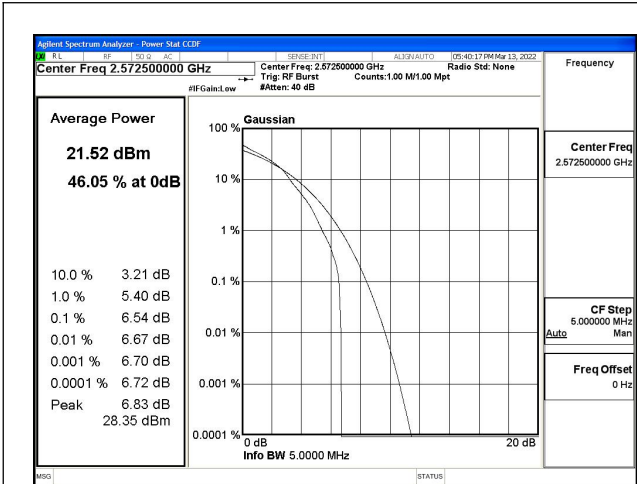 Agilent Spectrum Analyzer - Power Stat CCDF
RL RF 50 Ω AC SENSE:INT ALIGN AUTO 05:40:17 PM Mar 13, 2022
Center Freq 2.572500000 GHz
Center Freq: 2.572500000 GHz Radio Std: None
Trig: RF Burst Counts:1.00 M/1.00 Mpt
#IFGain:Low #Atten: 40 dB
Frequency
Average Power
21.52 dBm
46.05 % at 0dB
10.0 % 3.21 dB
1.0 % 5.40 dB
0.1 % 6.54 dB
0.01 % 6.67 dB
0.001 % 6.70 dB
0.0001 % 6.72 dB
Peak 6.83 dB
28.35 dBm
Gaussian
100 %
10 %
1 %
0.1 %
0.01 %
0.001 %
0.0001 %
0 dB 20 dB
Info BW 5.0000 MHz
Center Freq
2.572500000 GHz
CF Step
5.000000 MHz
Auto Man
Freq Offset
0 Hz
MSG STATUS